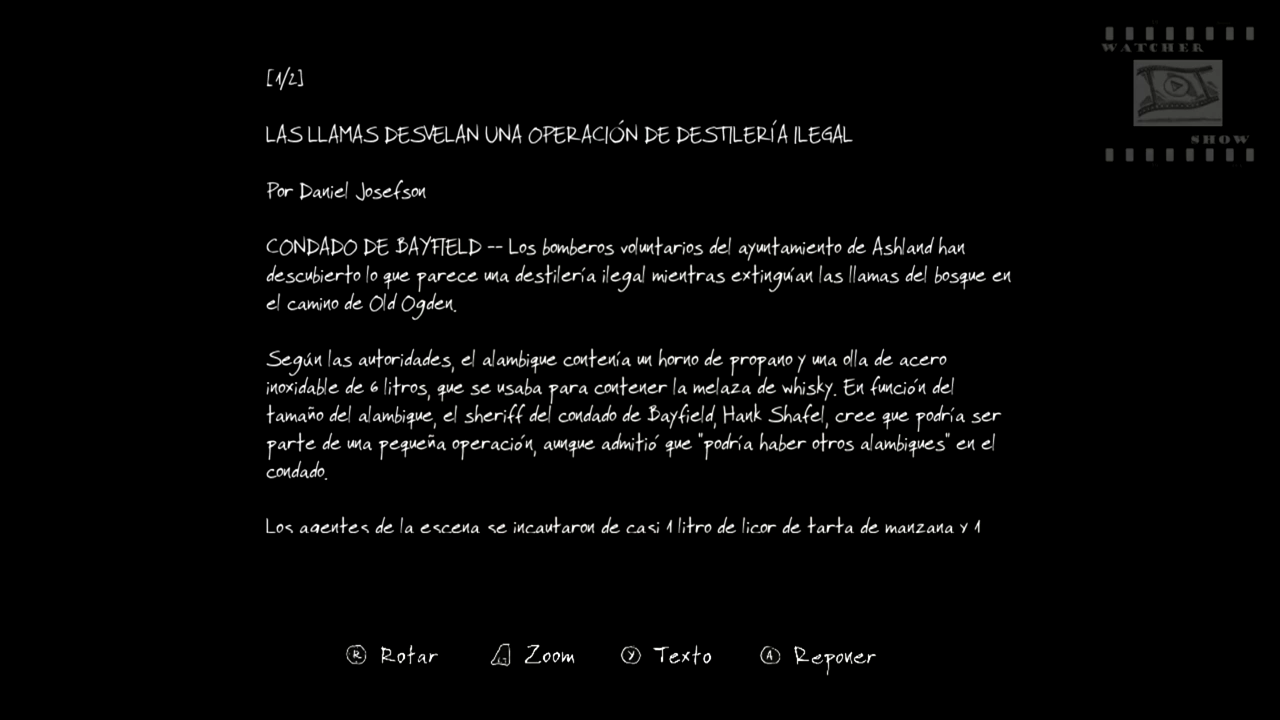 WATCHER
SHOW
[1/2]
LAS LLAMAS DESVELAN UNA OPERACIÓN DE DESTILERÍA ILEGAL
Por Daniel Josefson
CONDADO DE BAYFIELD -- Los bomberos voluntarios del ayuntamiento de Ashland han
descubierto lo que parece una destilería ilegal mientras extinguían las llamas del bosque en
el camino de Old Ogden.
Según las autoridades, el alambique contenía un horno de propano y una olla de acero
inoxidable de 6 litros, que se usaba para contener la melaza de whisky. En función del
tamaño del alambique, el sheriff del condado de Bayfield, Hank Shafel, cree que podría ser
parte de una pequeña operación, aunque admitió que "podría haber otros alambiques" en el
condado.
Los agentes de la escena se incautaron de casi 1 litro de licor de tarta de manzana y 1
R Rotar Zoom Y Texto A Reponer